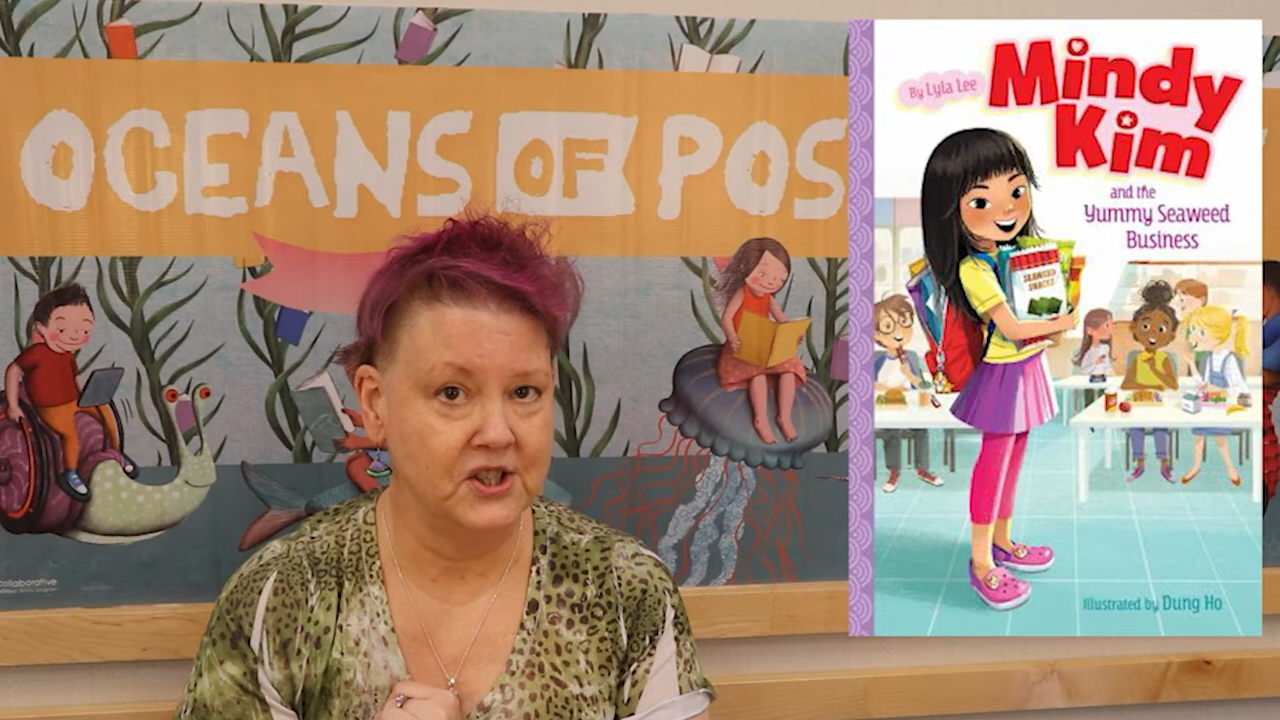 OCEANS OF POS
By Lyla Lee
Mindy
Kim
and the
Yummy Seaweed
Business
SEAWEED
SNACKS
Illustrated by Dung Ho
collaborative